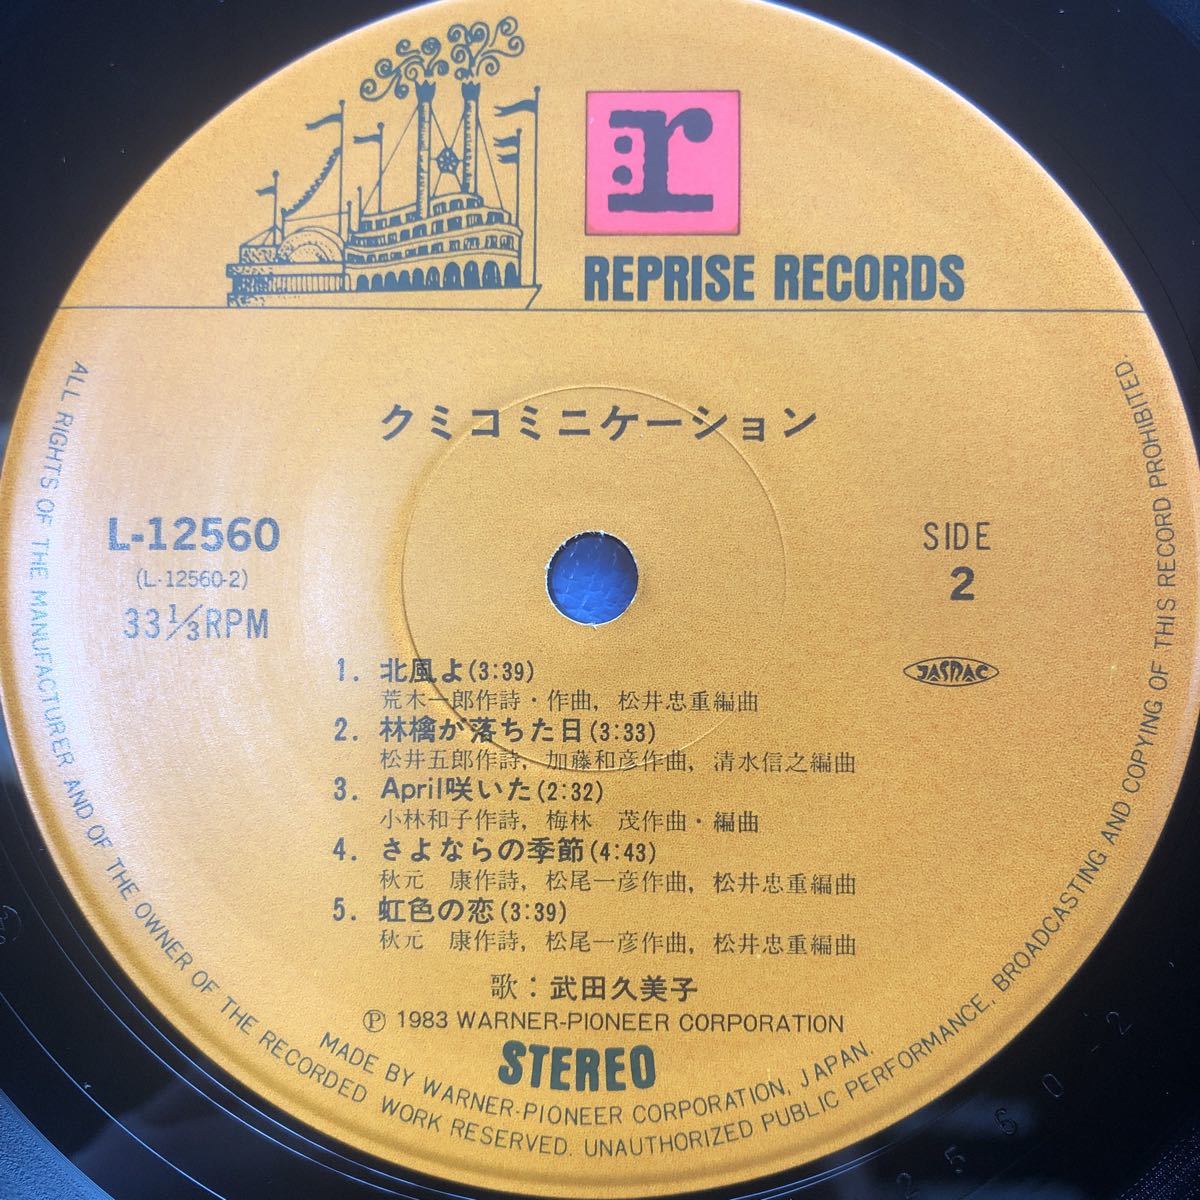 r
REPRISE RECORDS
クミコミニケーション
L-12560
(L-12560-2)
33 1/3 RPM
SIDE
2
JASRAC
1. 北風よ(3:39)
荒木一郎作詩・作曲, 松井忠重編曲
2. 林檎が落ちた日(3:33)
松井五郎作詩, 加藤和彦作曲, 清水信之編曲
3. April咲いた(2:32)
小林和子作詩, 梅林 茂作曲・編曲
4. さよならの季節(4:43)
秋元 康作詩, 松尾一彦作曲, 松井忠重編曲
5. 虹色の恋(3:39)
秋元 康作詩, 松尾一彦作曲, 松井忠重編曲
歌：武田久美子
Ⓟ 1983 WARNER-PIONEER CORPORATION
STEREO
MADE BY WARNER-PIONEER CORPORATION, JAPAN.
ALL RIGHTS OF THE MANUFACTURER AND OF THE OWNER OF THE RECORDED WORK RESERVED. UNAUTHORIZED PUBLIC PERFORMANCE, BROADCASTING AND COPYING OF THIS RECORD PROHIBITED.